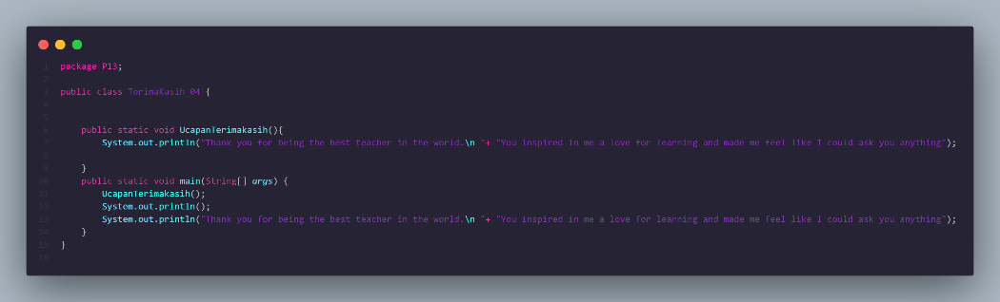 1 package P13;
2
3 public class TerimaKasih_04 {
4
5
6 public static void UcapanTerimakasih(){
7 System.out.println("Thank you for being the best teacher in the world.\n "+ "You inspired in me a love for learning and made me feel like I could ask you anything");
8
9 }
10 public static void main(String[] args) {
11 UcapanTerimakasih();
12 System.out.println();
13 System.out.println("Thank you for being the best teacher in the world.\n "+ "You inspired in me a love for learning and made me feel like I could ask you anything");
14 }
15 }
16